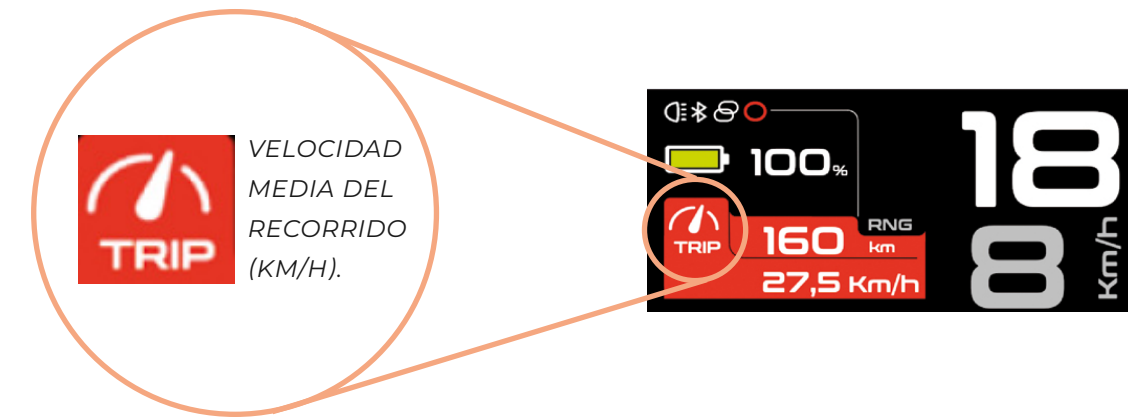 TRIP
VELOCIDAD
MEDIA DEL
RECORRIDO
(KM/H).
100%
TRIP
160 km RNG
27,5 Km/h
18
8
Km/h